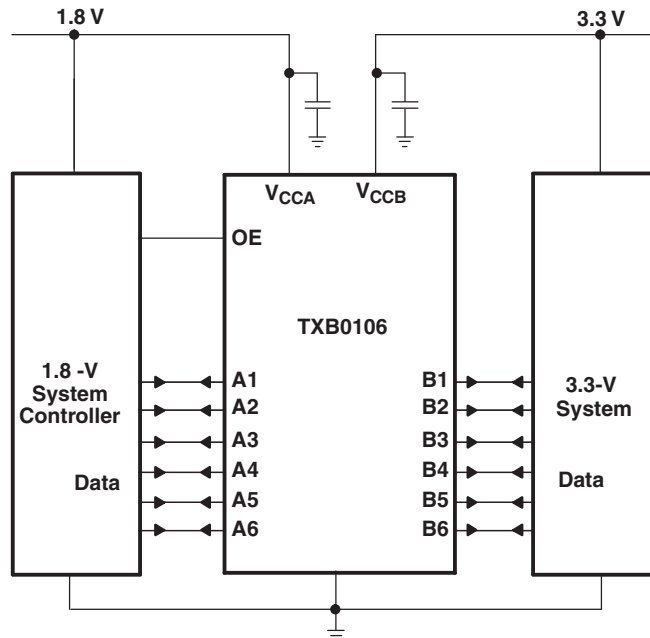 1.8 V
3.3 V
VCCA
VCCB
OE
TXB0106
1.8 -V
System
Controller
Data
A1
A2
A3
A4
A5
A6
B1
B2
B3
B4
B5
B6
3.3-V
System
Data